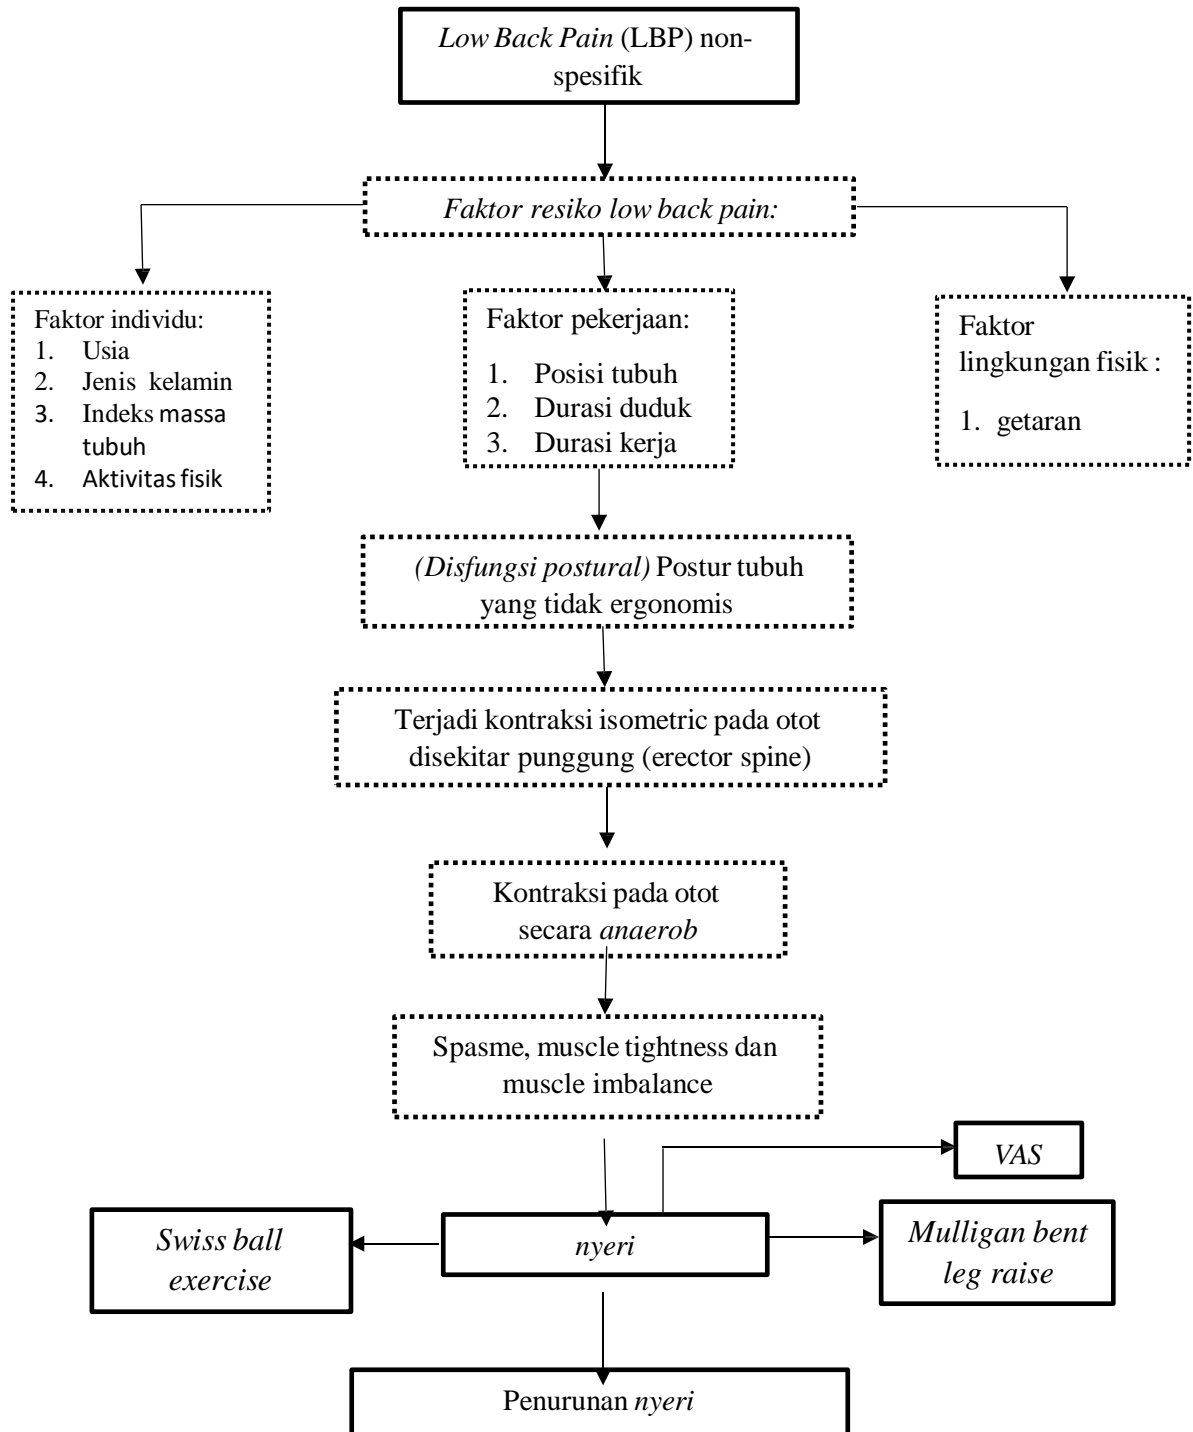 Low Back Pain (LBP) non-
spesifik
Faktor resiko low back pain:
Faktor individu:
1. Usia
2. Jenis kelamin
3. Indeks massa
tubuh
4. Aktivitas fisik
Faktor pekerjaan:
1. Posisi tubuh
2. Durasi duduk
3. Durasi kerja
Faktor
lingkungan fisik :
1. getaran
(Disfungsi postural) Postur tubuh
yang tidak ergonomis
Terjadi kontraksi isometric pada otot
disekitar punggung (erector spine)
Kontraksi pada otot
secara anaerob
Spasme, muscle tightness dan
muscle imbalance
VAS
Swiss ball
exercise
nyeri
Mulligan bent
leg raise
Penurunan nyeri